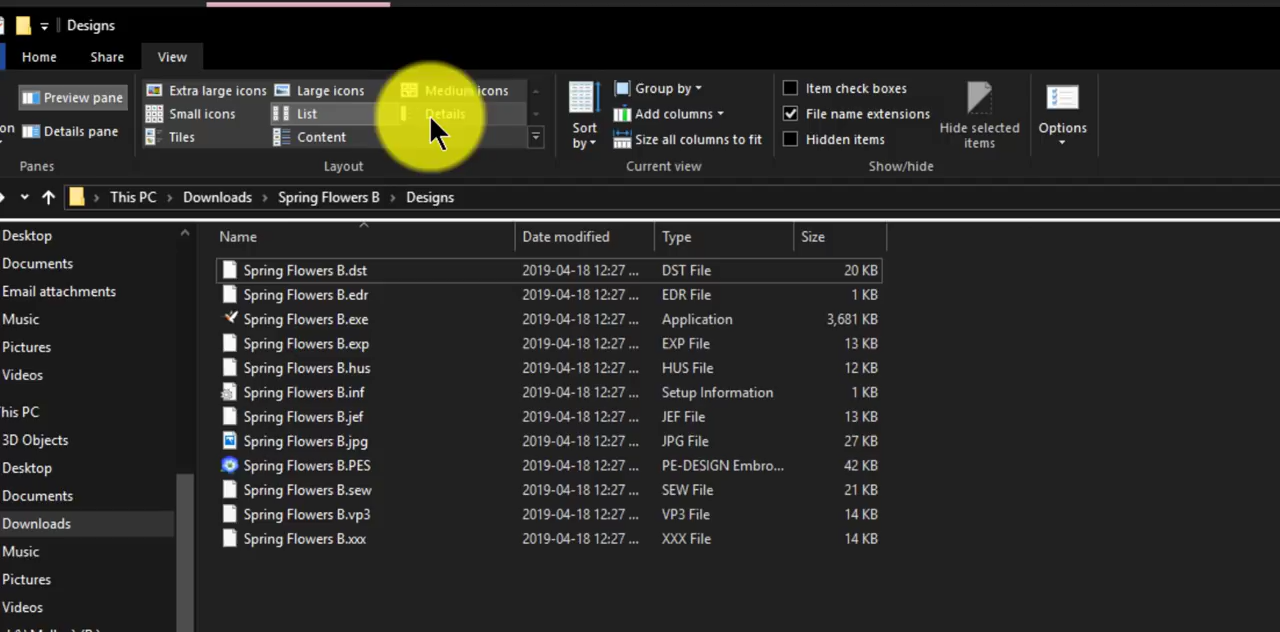 Designs
Home Share View
Preview pane
Details pane
Panes
Extra large icons Large icons Medium icons
Small icons List Details
Tiles Content
Layout
Sort by
Group by
Add columns
Size all columns to fit
Current view
Item check boxes
File name extensions
Hidden items
Hide selected items
Show/hide
Options
This PC > Downloads > Spring Flowers B > Designs
Desktop
Documents
Email attachments
Music
Pictures
Videos
his PC
3D Objects
Desktop
Documents
Downloads
Music
Pictures
Videos
Name Date modified Type Size
Spring Flowers B.dst 2019-04-18 12:27 ... DST File 20 KB
Spring Flowers B.edr 2019-04-18 12:27 ... EDR File 1 KB
Spring Flowers B.exe 2019-04-18 12:27 ... Application 3,681 KB
Spring Flowers B.exp 2019-04-18 12:27 ... EXP File 13 KB
Spring Flowers B.hus 2019-04-18 12:27 ... HUS File 12 KB
Spring Flowers B.inf 2019-04-18 12:27 ... Setup Information 1 KB
Spring Flowers B.jef 2019-04-18 12:27 ... JEF File 13 KB
Spring Flowers B.jpg 2019-04-18 12:27 ... JPG File 27 KB
Spring Flowers B.PES 2019-04-18 12:27 ... PE-DESIGN Embro... 42 KB
Spring Flowers B.sew 2019-04-18 12:27 ... SEW File 21 KB
Spring Flowers B.vp3 2019-04-18 12:27 ... VP3 File 14 KB
Spring Flowers B.xxx 2019-04-18 12:27 ... XXX File 14 KB